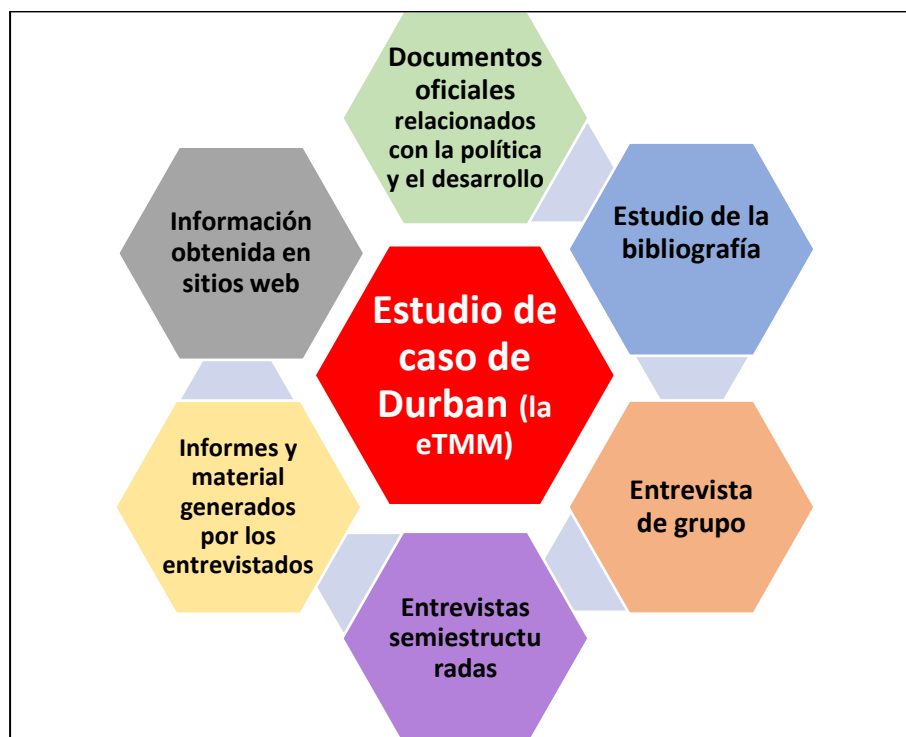 Documentos
oficiales
relacionados
con la política
y el desarrollo
Estudio de la
bibliografía
Entrevista
de grupo
Entrevistas
semiestructu
radas
Informes y
material
generados
por los
entrevistados
Información
obtenida en
sitios web
Estudio de
caso de
Durban (la
eTMM)